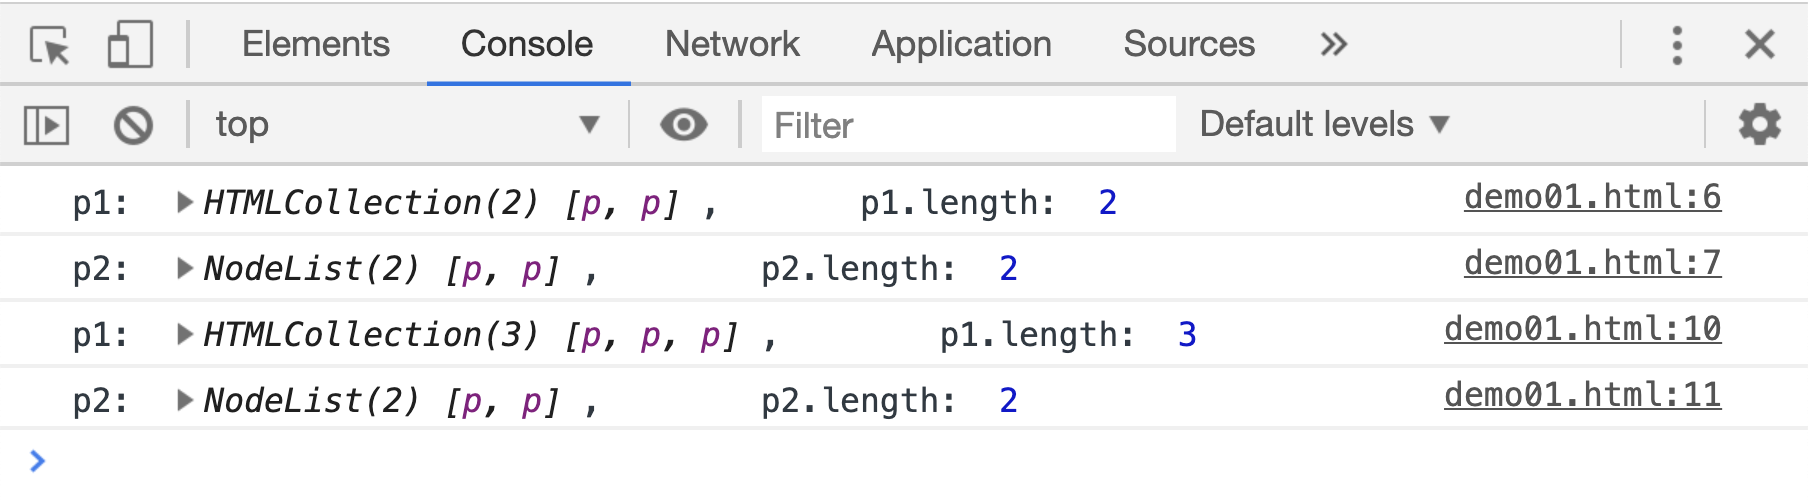 Elements Console Network Application Sources »
top ▼ Filter Default levels ▼
p1: ▶ HTMLCollection(2) [p, p] , p1.length: 2 demo01.html:6
p2: ▶ NodeList(2) [p, p] , p2.length: 2 demo01.html:7
p1: ▶ HTMLCollection(3) [p, p, p] , p1.length: 3 demo01.html:10
p2: ▶ NodeList(2) [p, p] , p2.length: 2 demo01.html:11